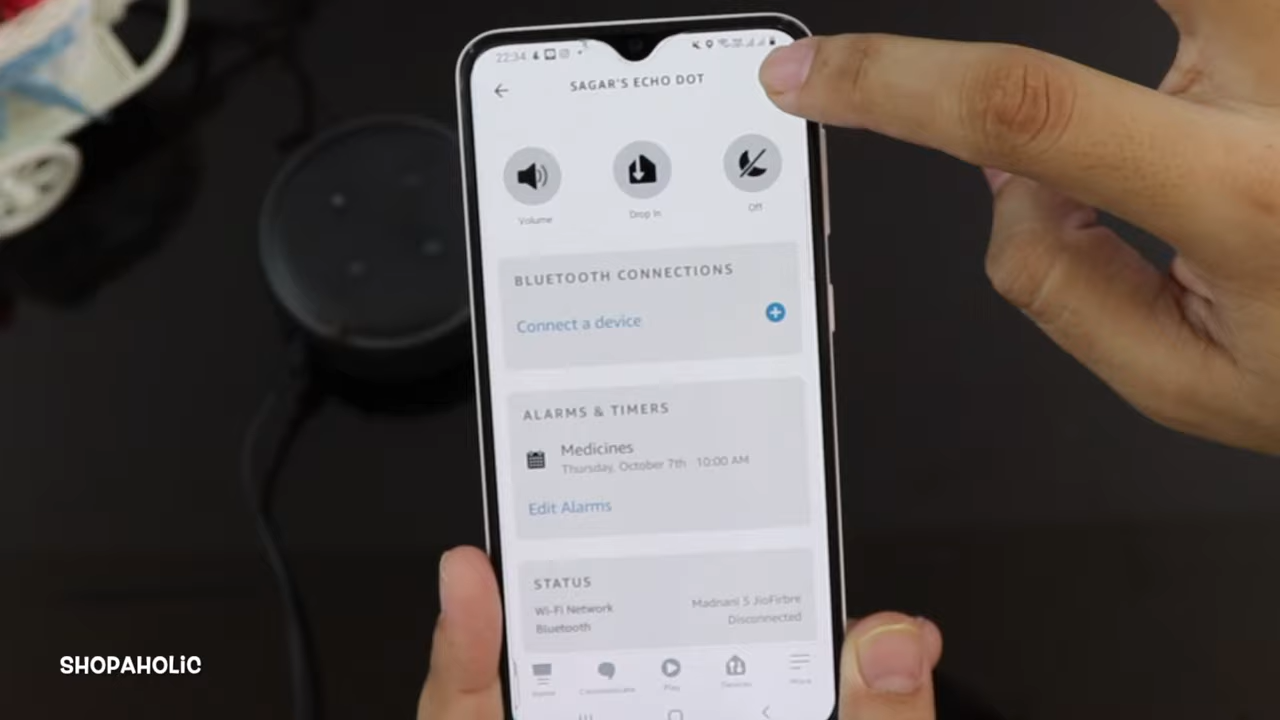 22:34
SAGAR'S ECHO DOT
Volume
Drop In
Off
BLUETOOTH CONNECTIONS
Connect a device
ALARMS & TIMERS
Medicines
Thursday, October 7th 10:00 AM
Edit Alarms
STATUS
Wi-Fi Network Madnani 5 JioFirbre
Bluetooth Disconnected
Home Communicate Play Devices More
SHOPAHOLiC